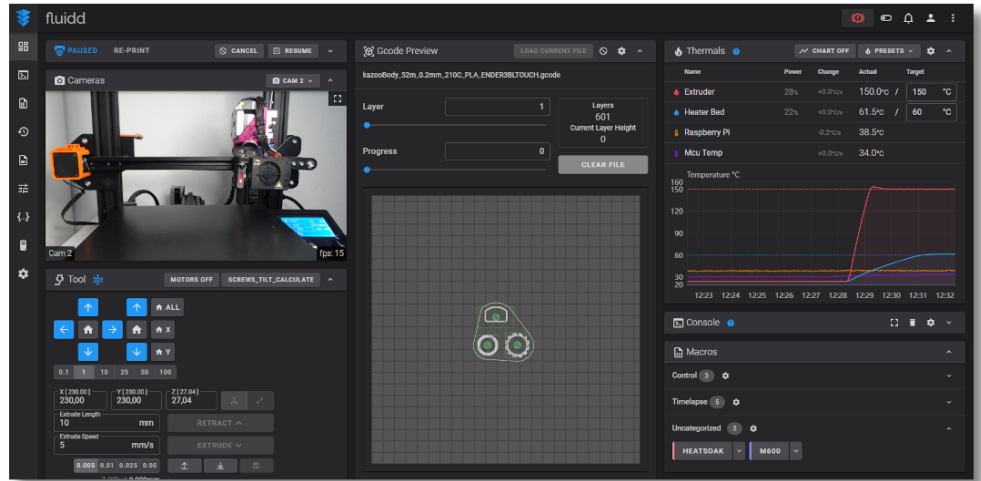 fluidd
PAUSED RE-PRINT CANCEL RESUME
Cameras CAM 2
Cam 2 fps: 15
Tool MOTORS OFF SCREWS_TILT_CALCULATE
ALL
X
Y
0.1 1 10 25 50 100
X [ 230.00 ] Y [ 230.00 ] Z [ 27.04 ]
230,00 230,00 27,04
Extrude Length
10 mm RETRACT
Extrude Speed
5 mm/s EXTRUDE
0.005 0.01 0.025 0.05
Z Offset 0.000mm
Gcode Preview LOAD CURRENT FILE
kazooBody_52m_0.2mm_210C_PLA_ENDER3BLTOUCH.gcode
Layer 1
Layers
601
Current Layer Height
0
Progress 0
CLEAR FILE
Thermals CHART OFF PRESETS
Name Power Change Actual Target
Extruder 28% +0.0°C/s 150.0°C / 150 °C
Heater Bed 22% +0.0°C/s 61.5°C / 60 °C
Raspberry Pi -0.2°C/s 38.5°C
Mcu Temp +0.0°C/s 34.0°C
Temperature °C
160
150
120
90
60
30
20
12:23 12:24 12:25 12:26 12:27 12:28 12:29 12:30 12:31 12:32
Console
Macros
Control 3
Timelapse 5
Uncategorized 2
HEATSOAK M600